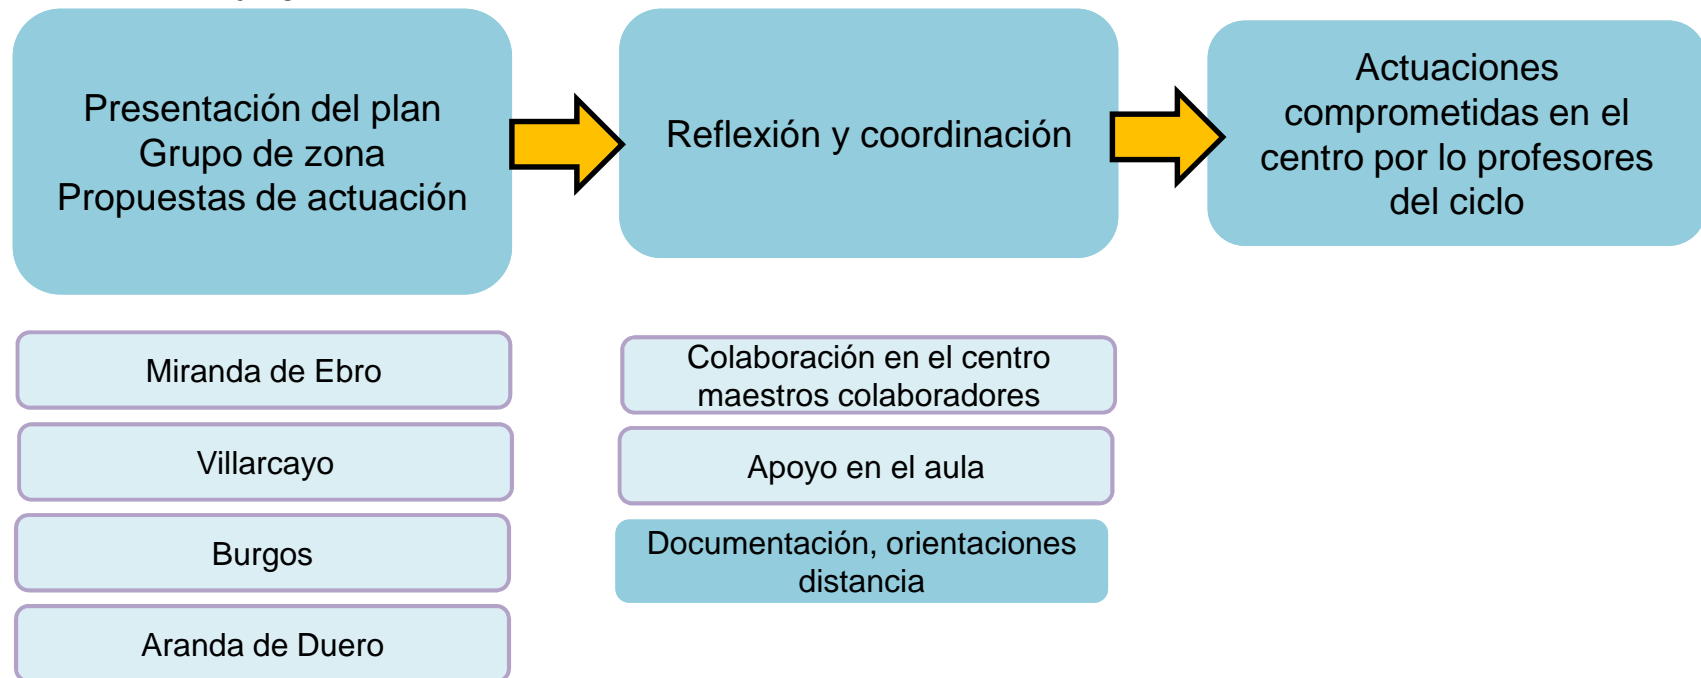 Presentación del plan
Grupo de zona
Propuestas de actuación
Reflexión y coordinación
Actuaciones
comprometidas en el
centro por lo profesores
del ciclo
Miranda de Ebro
Villarcayo
Burgos
Aranda de Duero
Colaboración en el centro
maestros colaboradores
Apoyo en el aula
Documentación, orientaciones
distancia